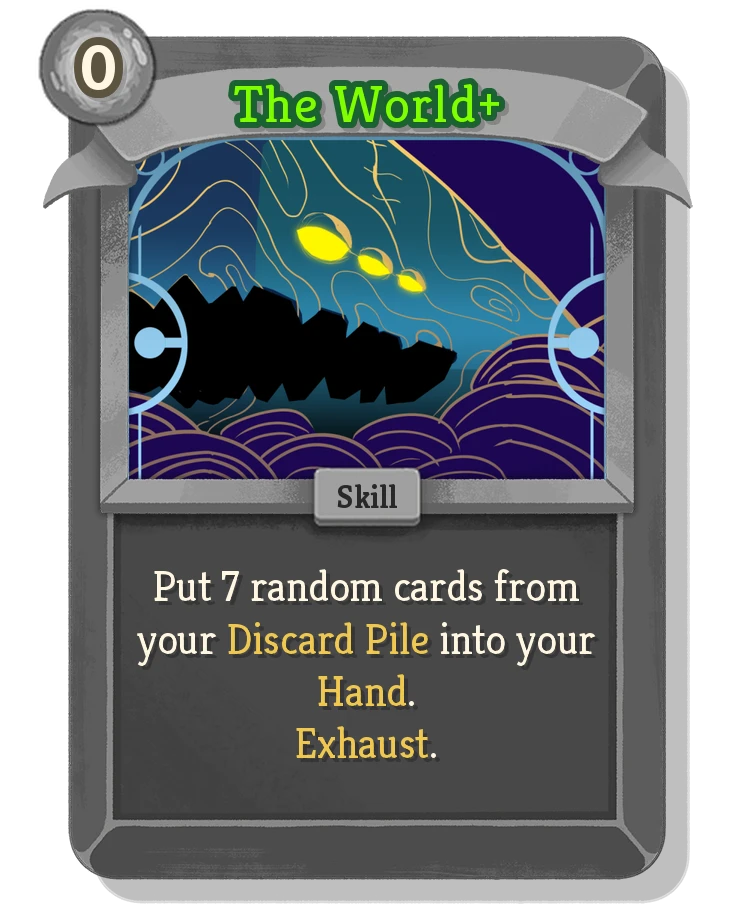 0
The World+
Skill
Put 7 random cards from
your Discard Pile into your
Hand.
Exhaust.